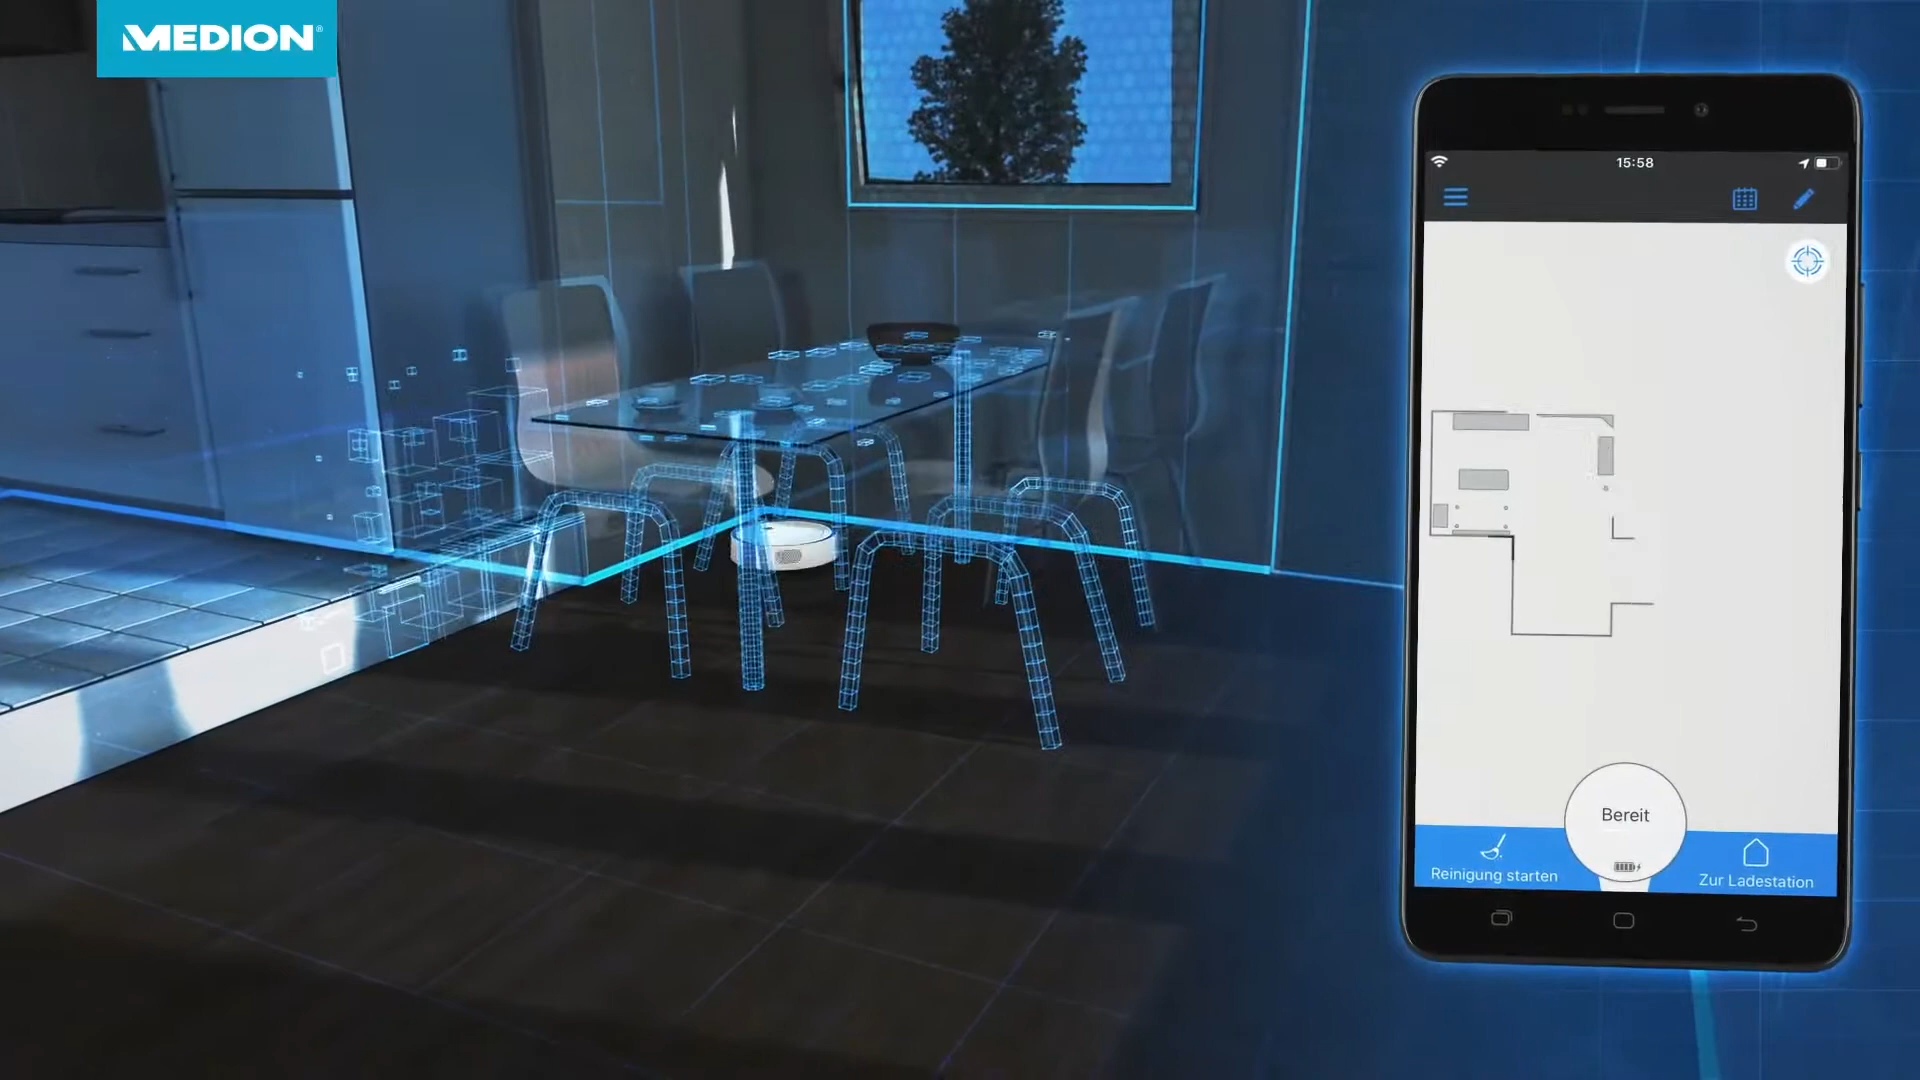 MEDION®
15:58
Bereit
Reinigung starten
Zur Ladestation